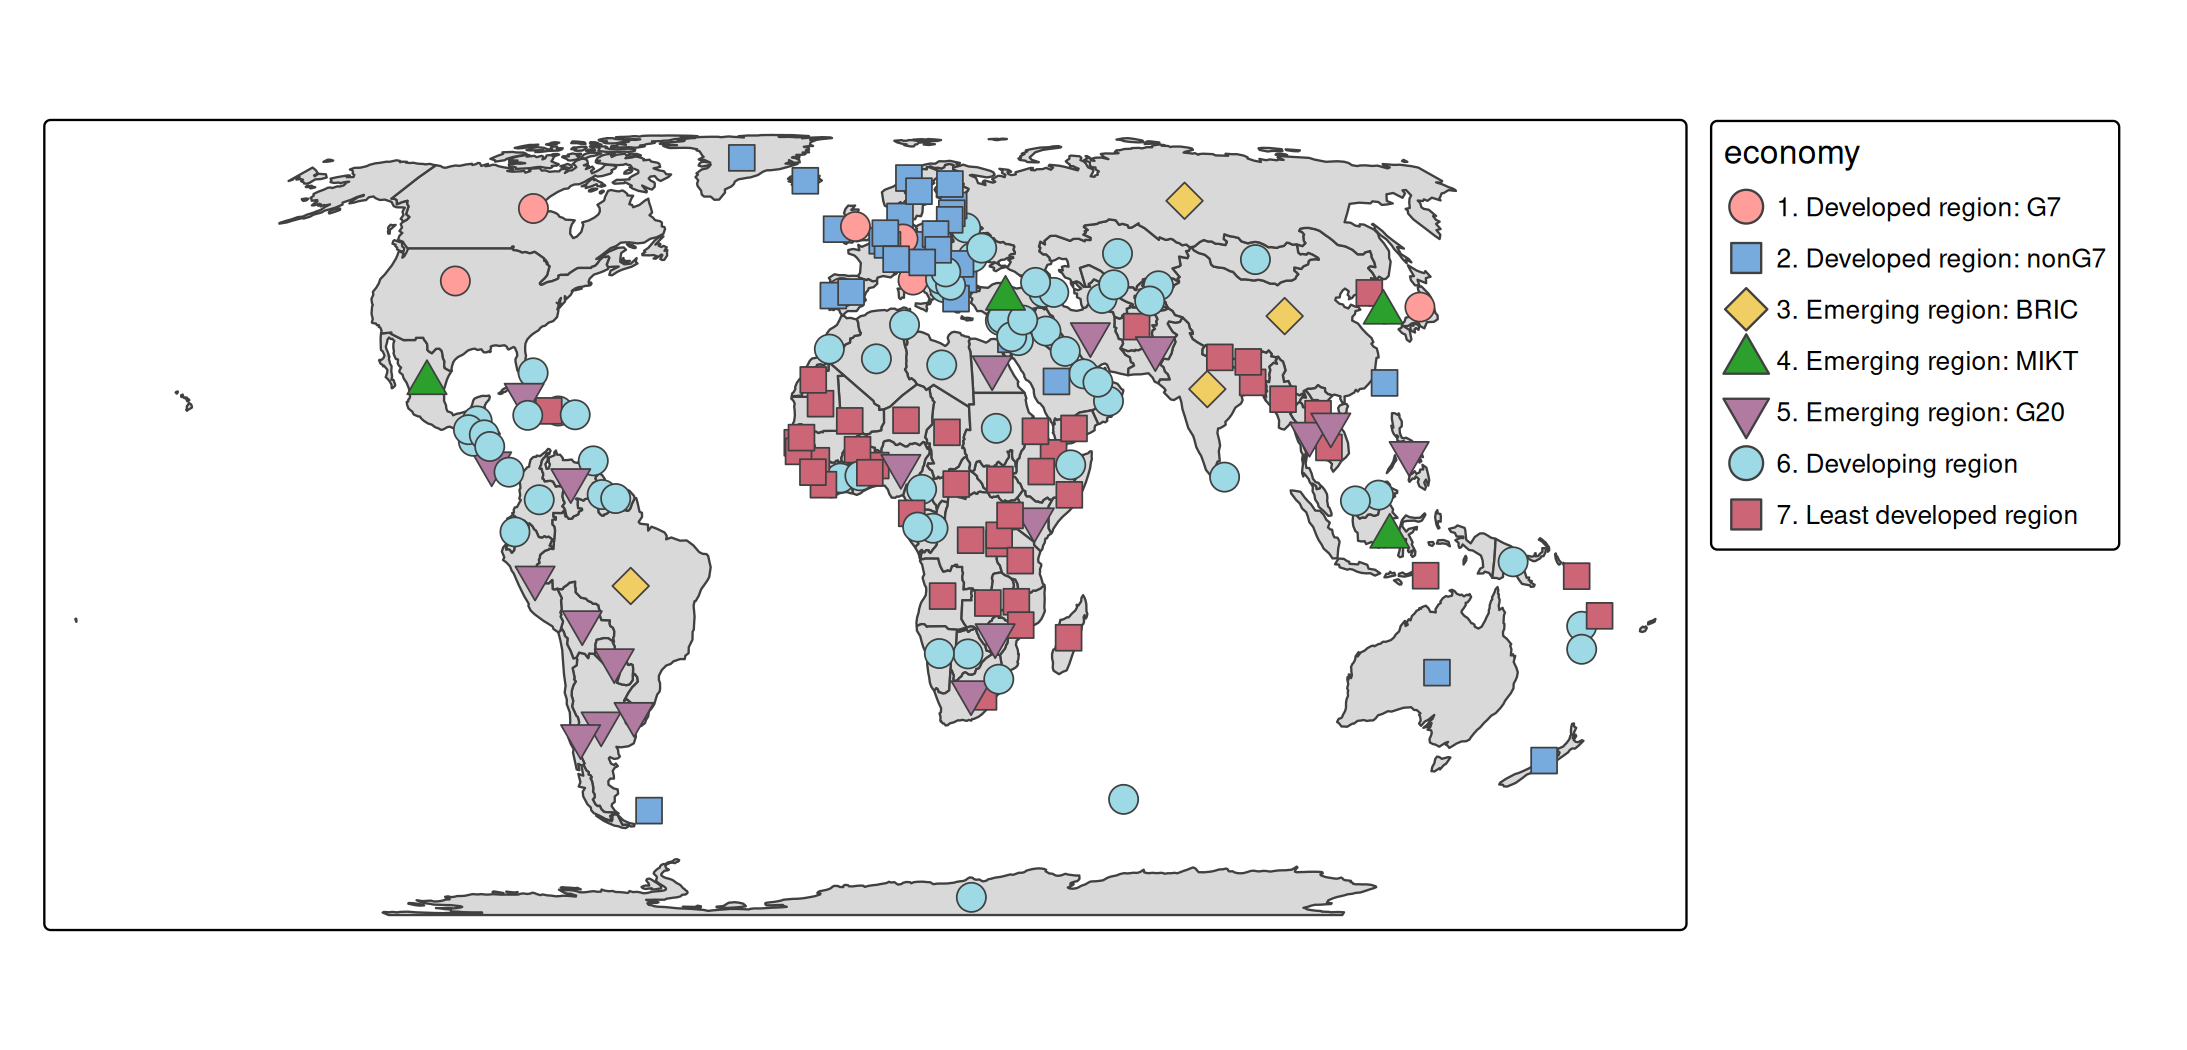 economy
1. Developed region: G7
2. Developed region: nonG7
3. Emerging region: BRIC
4. Emerging region: MIKT
5. Emerging region: G20
6. Developing region
7. Least developed region